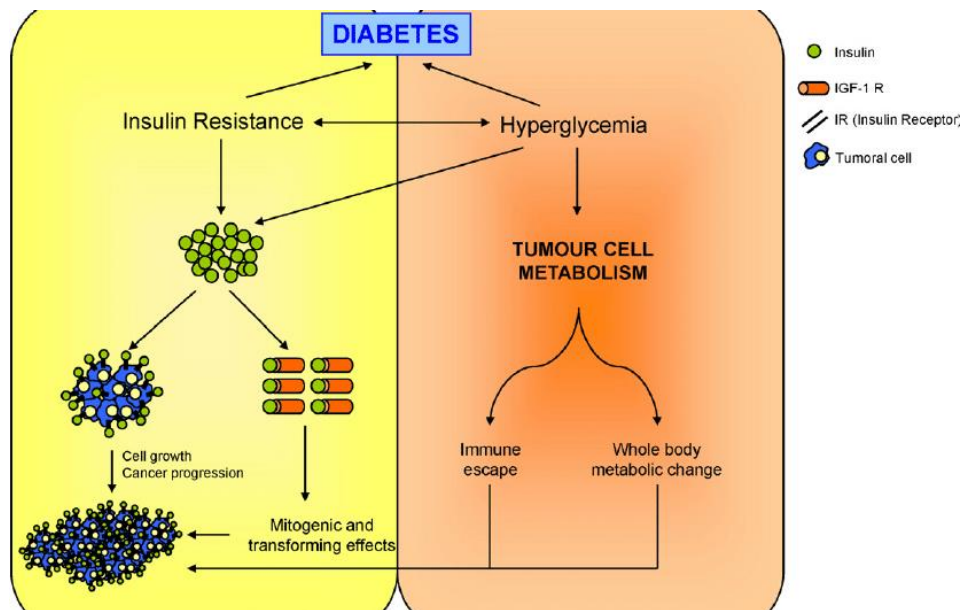 DIABETES
Insulin Resistance
Hyperglycemia
TUMOUR CELL
METABOLISM
Cell growth
Cancer progression
Mitogenic and
transforming effects
Immune
escape
Whole body
metabolic change
Insulin
IGF-1 R
IR (Insulin Receptor)
Tumoral cell